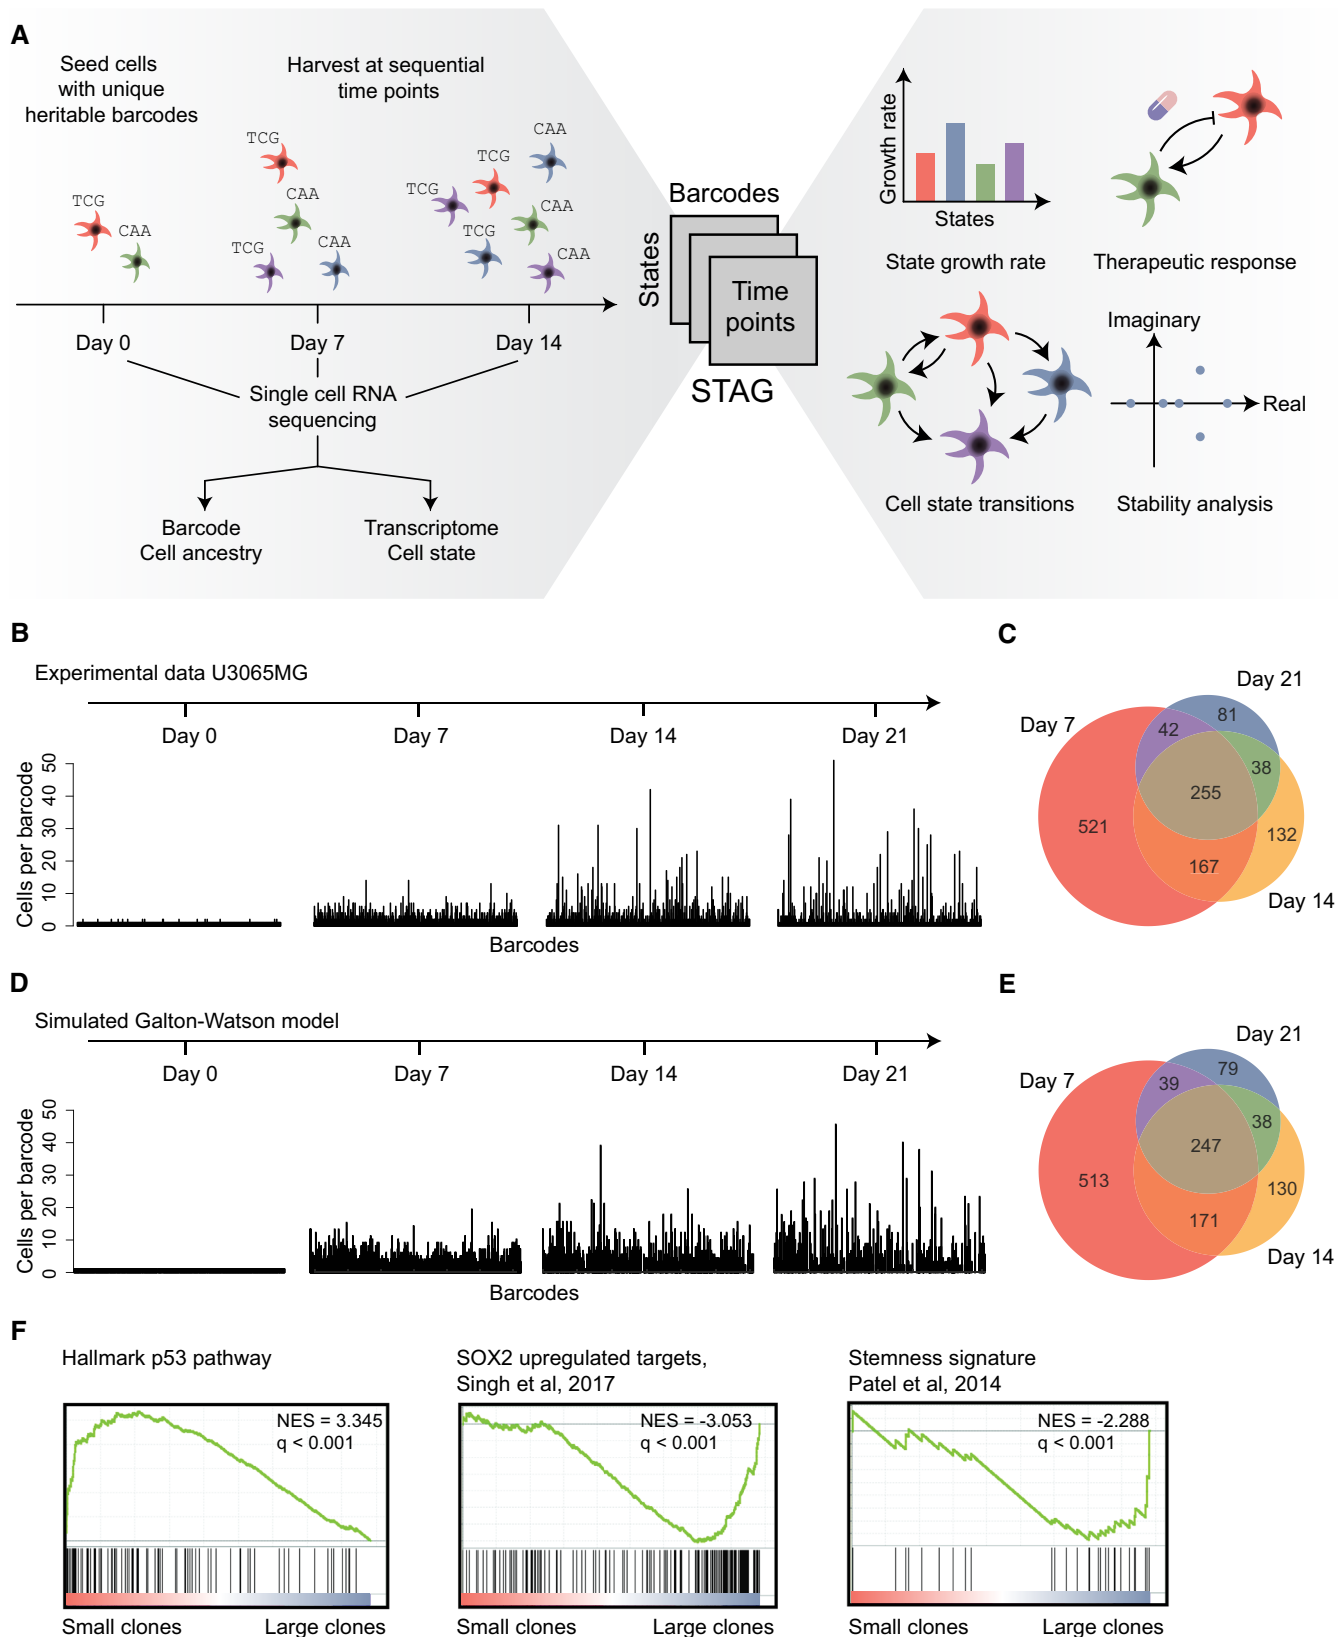 A
Seed cells
with unique
heritable barcodes
Harvest at sequential
time points
TCG
CAA
TCG
CAA
TCG
CAA
CAA
TCG
TCG
CAA
TCG
CAA
Day 0
Day 7
Day 14
Single cell RNA
sequencing
Barcode
Cell ancestry
Transcriptome
Cell state
Barcodes
States
Time
points
STAG
Growth rate
States
State growth rate
Therapeutic response
Cell state transitions
Imaginary
Real
Stability analysis
B
Experimental data U3065MG
Day 0
Day 7
Day 14
Day 21
Cells per barcode
50
40
30
20
10
0
Barcodes
C
Day 21
Day 7
81
42
38
255
521
132
167
Day 14
D
Simulated Galton-Watson model
Day 0
Day 7
Day 14
Day 21
Cells per barcode
50
40
30
20
10
0
Barcodes
E
Day 21
Day 7
79
39
38
247
513
130
171
Day 14
F
Hallmark p53 pathway
NES = 3.345
q < 0.001
Small clones
Large clones
SOX2 upregulated targets,
Singh et al, 2017
NES = -3.053
q < 0.001
Small clones
Large clones
Stemness signature
Patel et al, 2014
NES = -2.288
q < 0.001
Small clones
Large clones